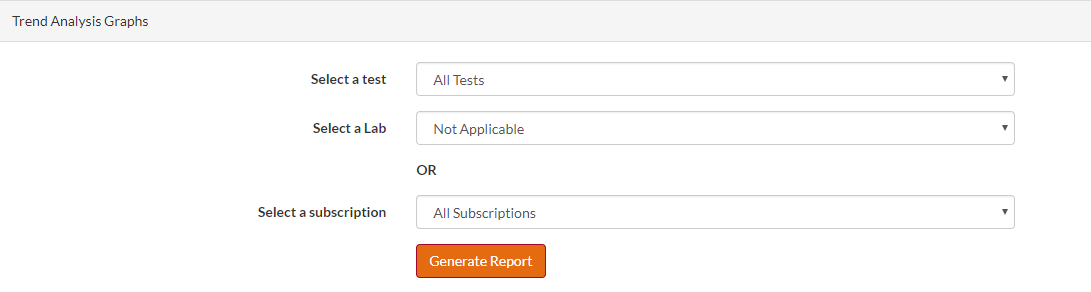 Trend Analysis Graphs
Select a test All Tests
Select a Lab Not Applicable
OR
Select a subscription All Subscriptions
Generate Report